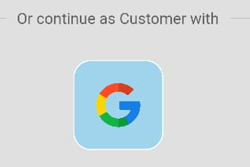 Or continue as Customer with